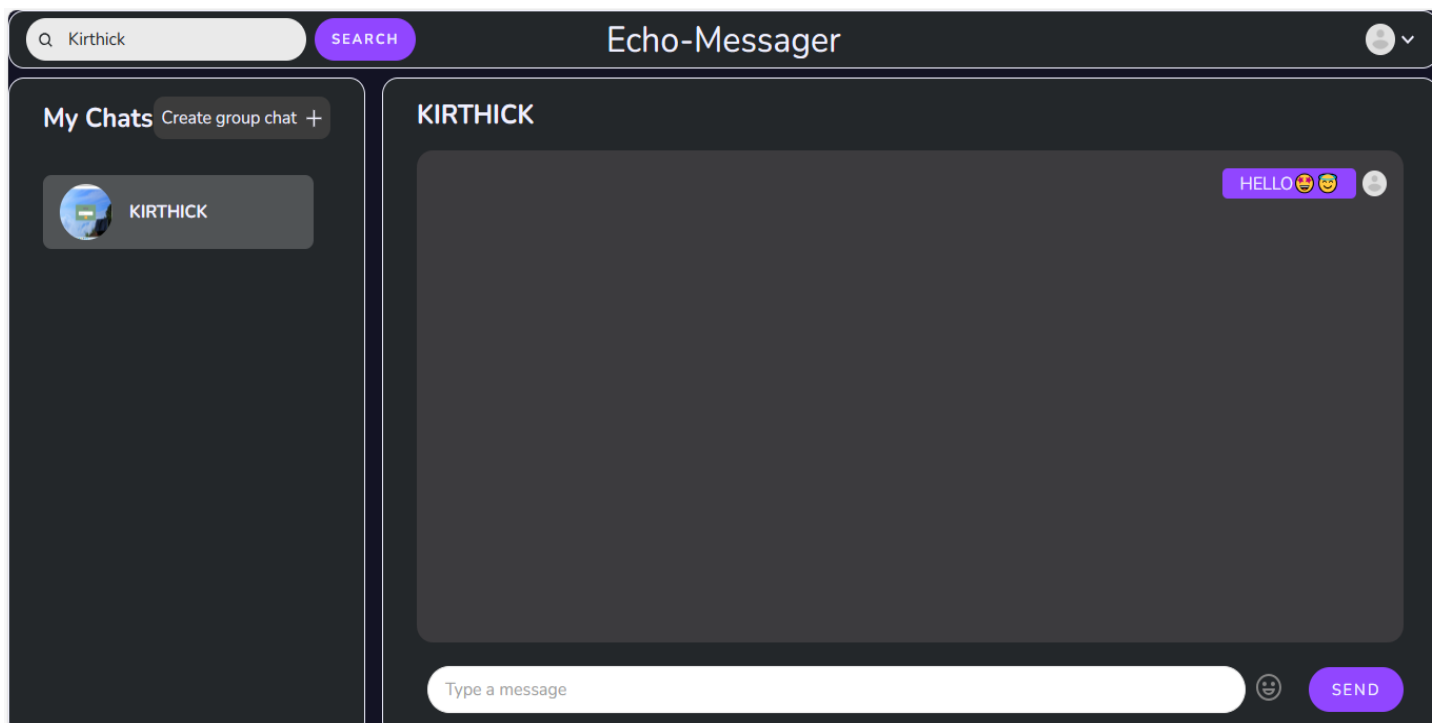 Kirthick SEARCH Echo-Messager
My Chats Create group chat +
KIRTHICK
KIRTHICK
HELLO🤩😇
Type a message SEND